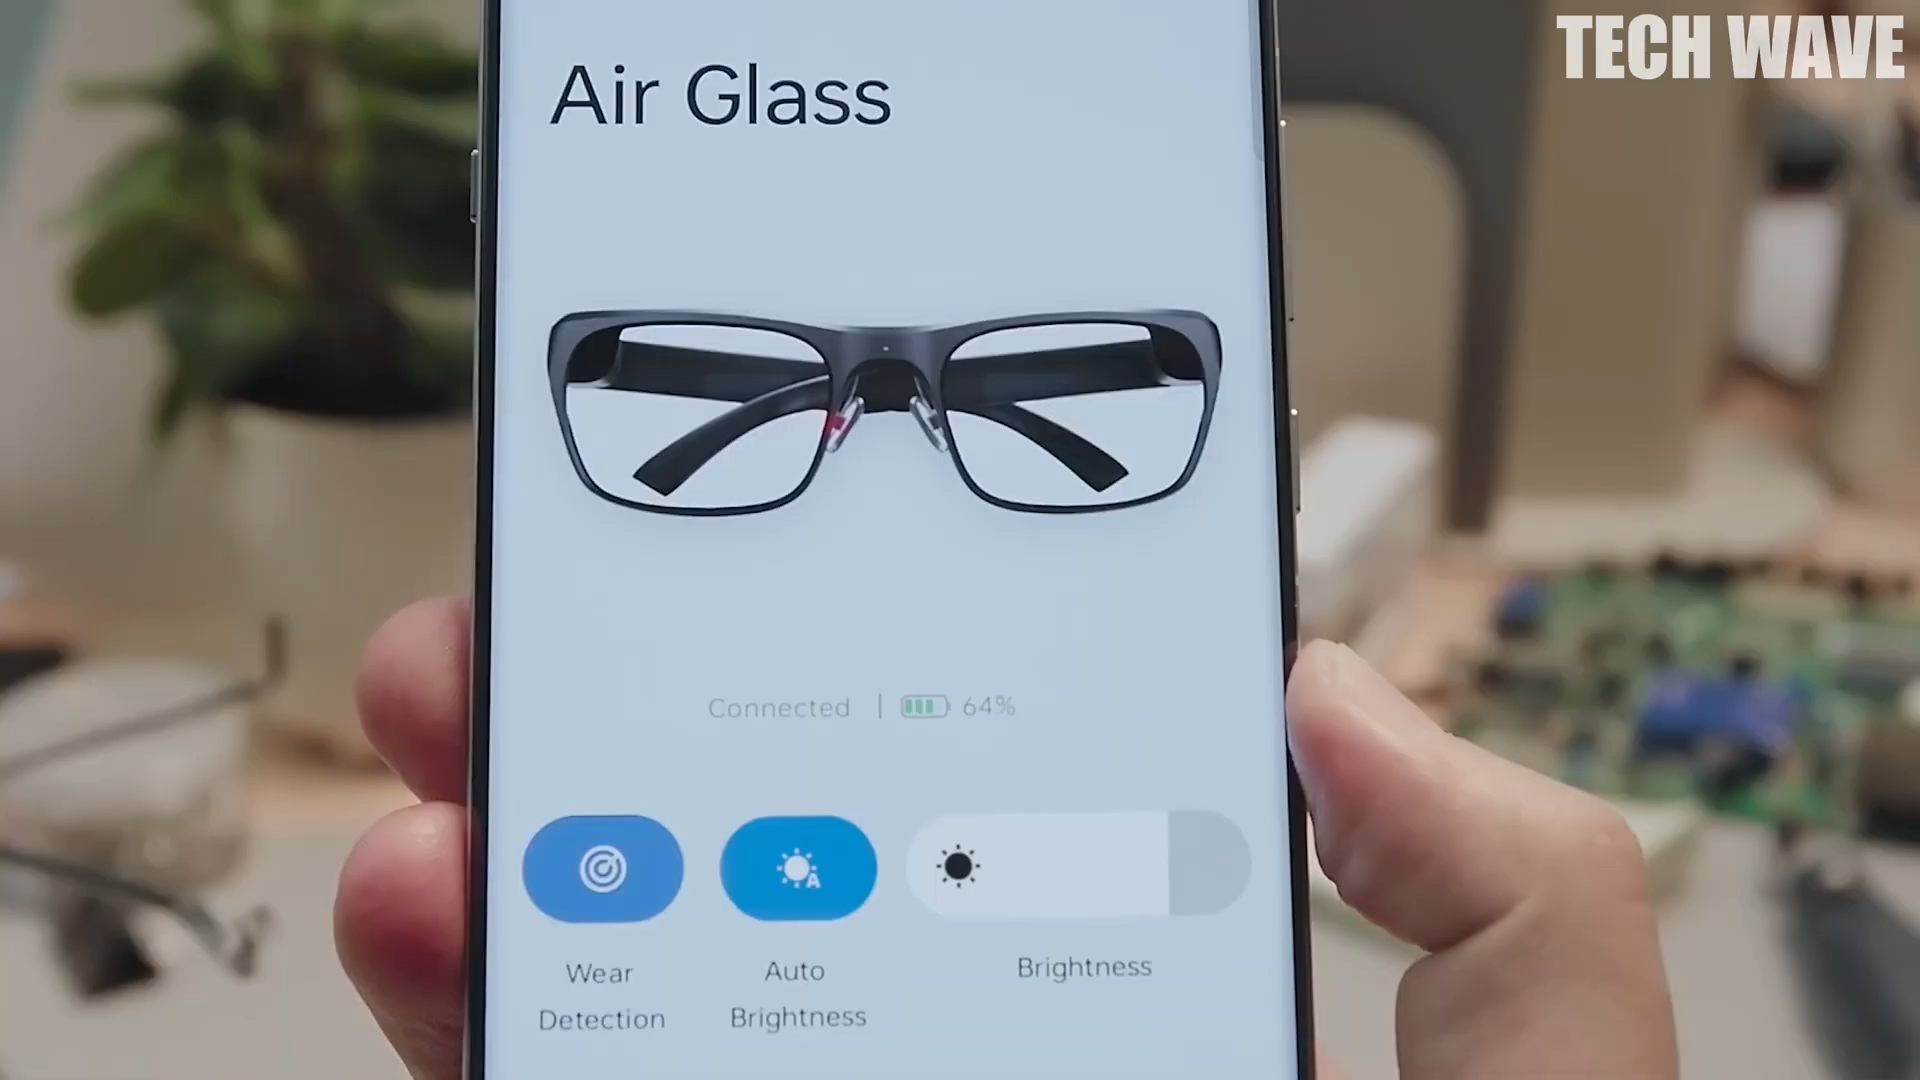 TECH WAVE
Air Glass
Connected | 64%
Wear
Detection
Auto
Brightness
Brightness